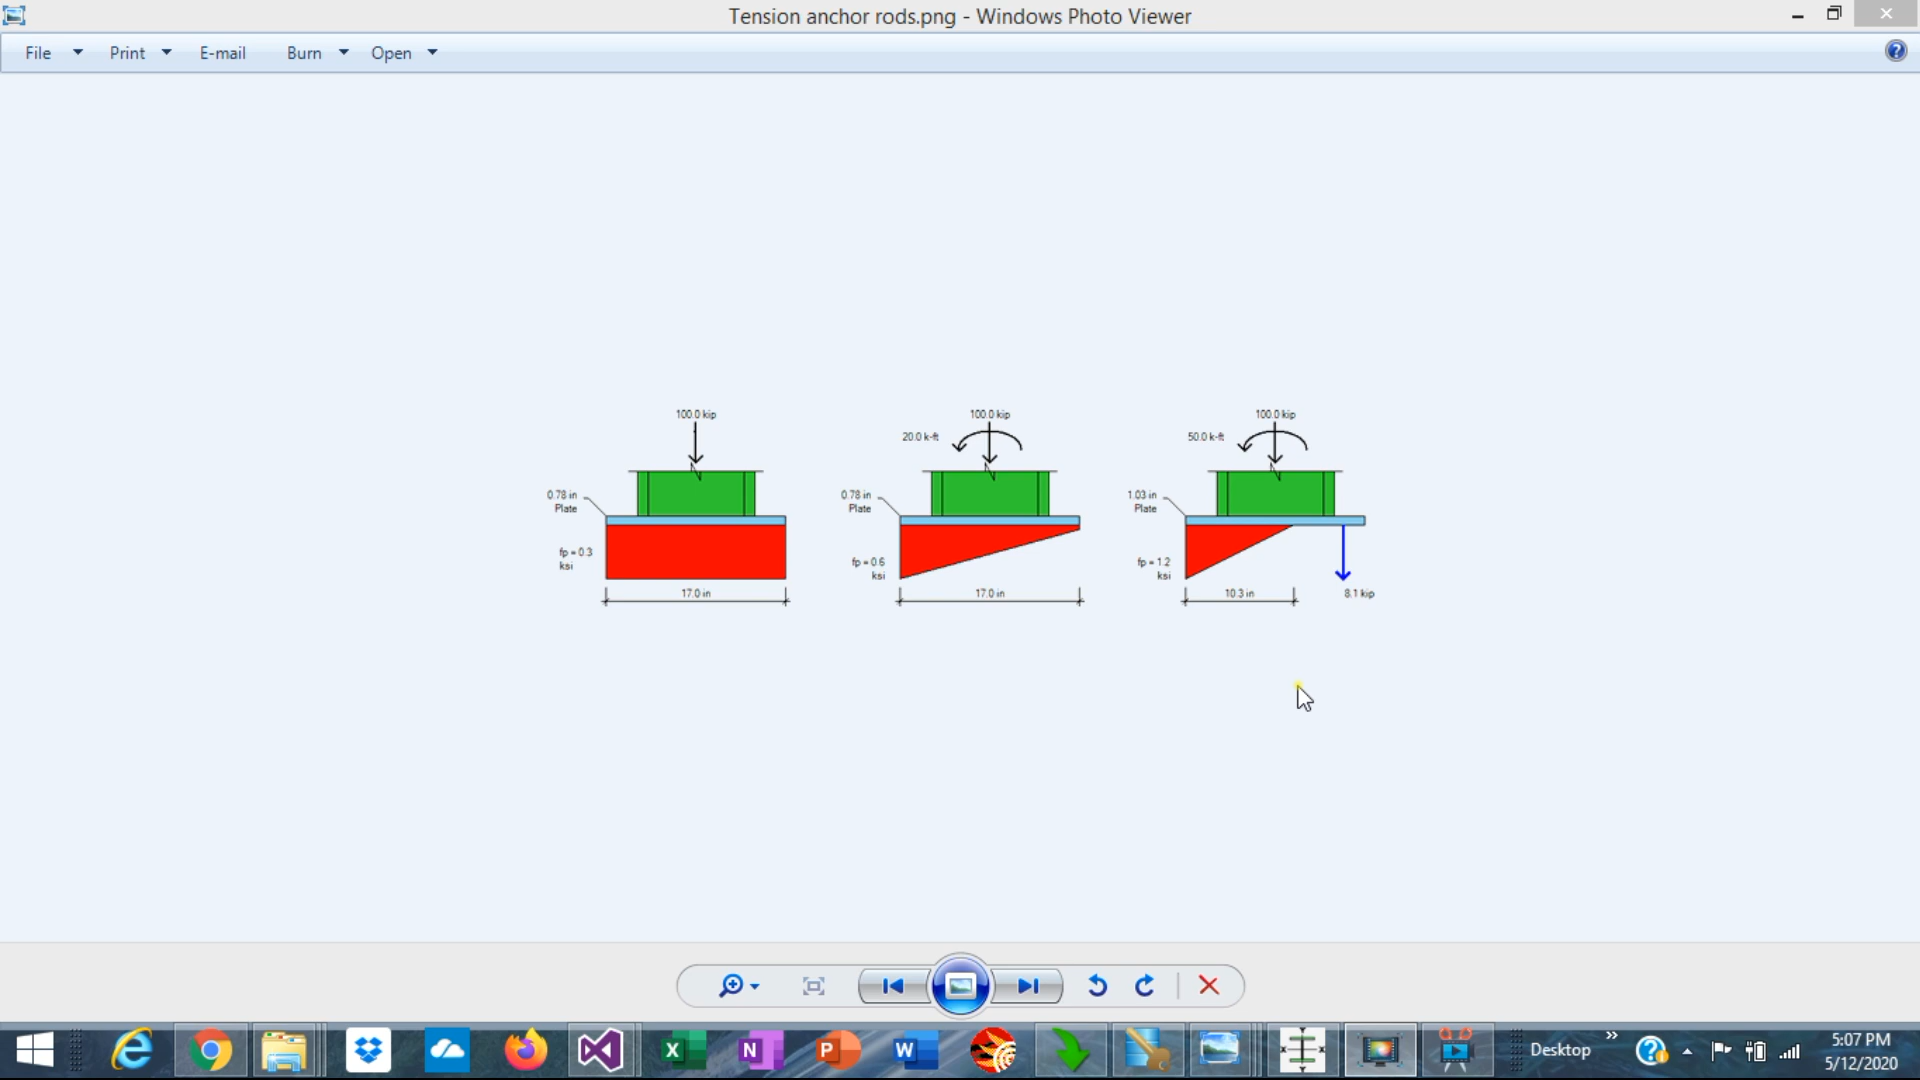 Tension anchor rods.png - Windows Photo Viewer
File Print E-mail Burn Open
100.0 kip
0.78 in
Plate
fp = 0.3
ksi
17.0 in
100.0 kip
20.0 k-ft
0.78 in
Plate
fp = 0.6
ksi
17.0 in
100.0 kip
50.0 k-ft
1.03 in
Plate
fp = 1.2
ksi
10.3 in
8.1 kip
Desktop
5:07 PM
5/12/2020